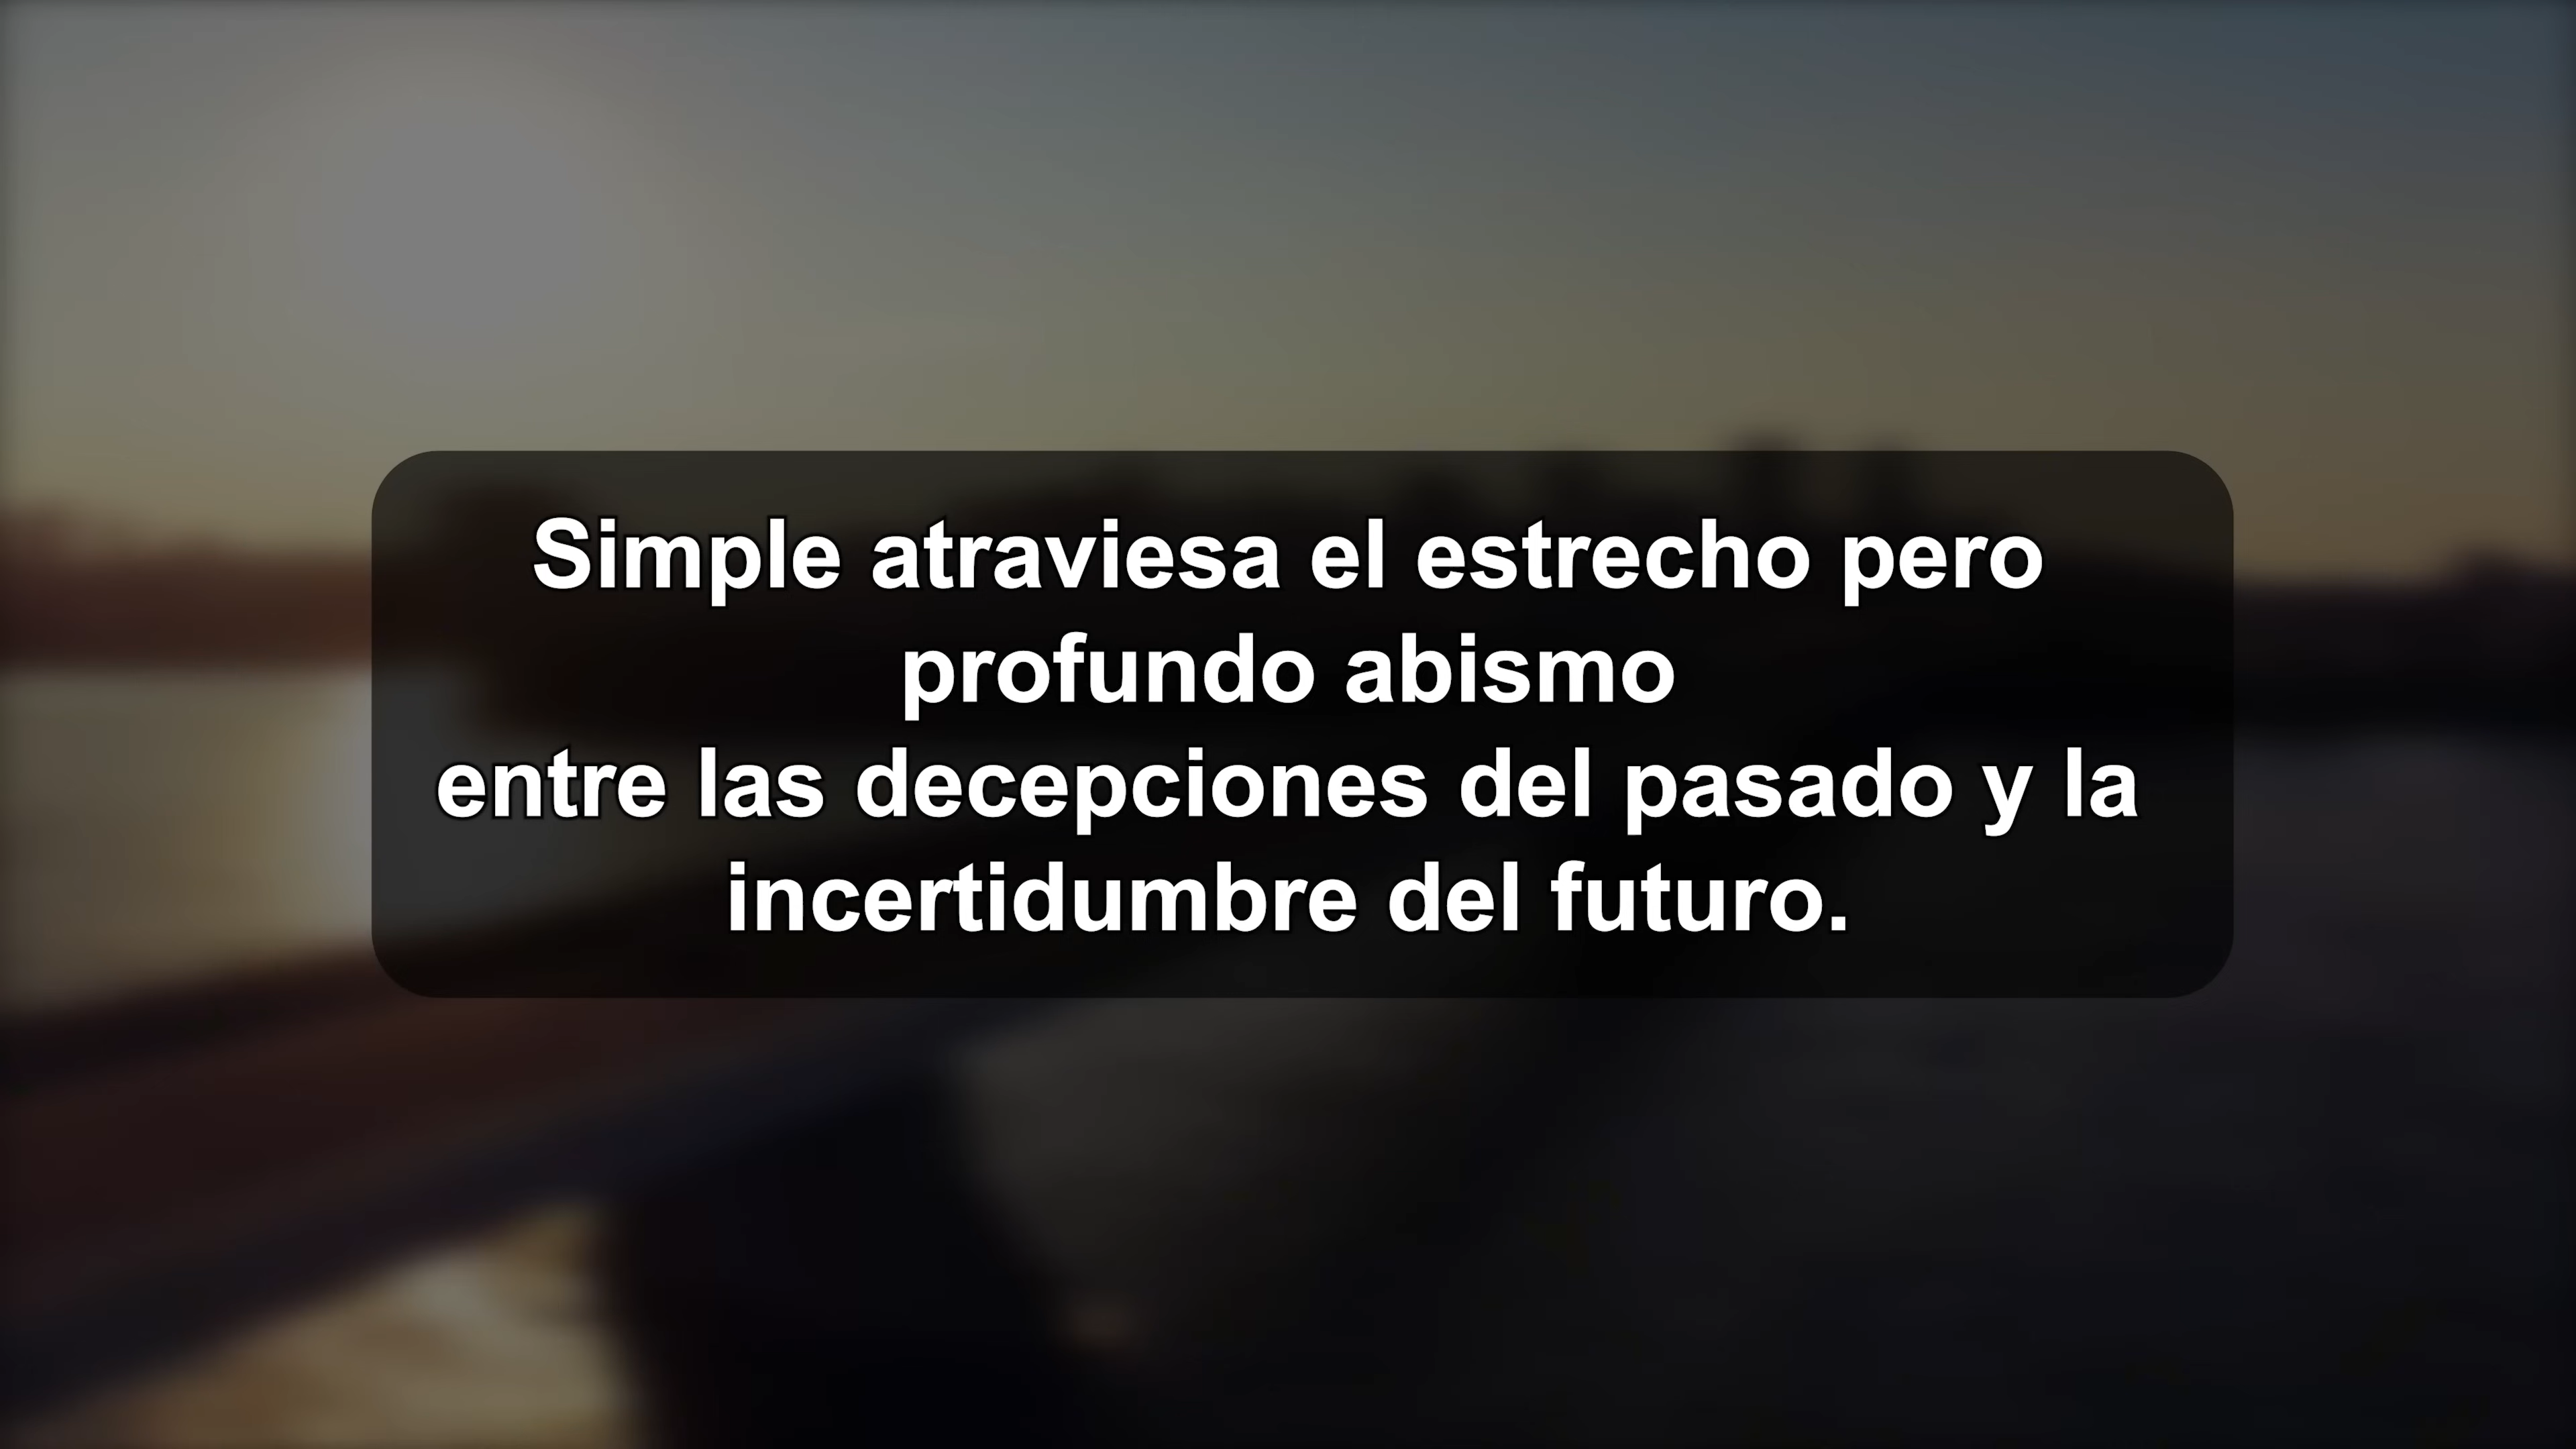 Simple atraviesa el estrecho pero
profundo abismo
entre las decepciones del pasado y la
incertidumbre del futuro.